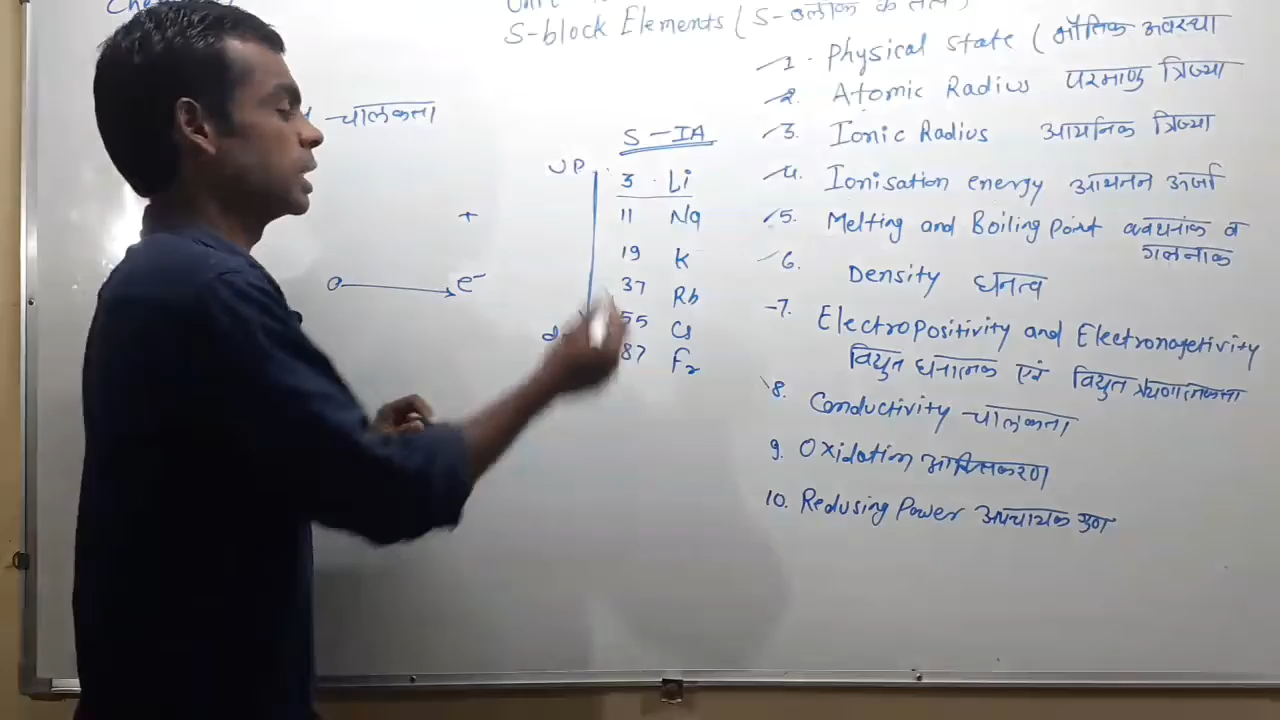 S-block Elements (S-ब्लॉक के तत्व)
चालकता
+
e-
UP
S - IA
3 Li
11 Na
19 K
37 Rb
55 Cs
87 Fr
1. Physical State (भौतिक अवस्था
2. Atomic Radius परमाणु त्रिज्या
3. Ionic Radius आयनिक त्रिज्या
4. Ionisation energy आयनन ऊर्जा
5. Melting and Boiling Point क्वथनांक व
गलनांक
6. Density घनत्व
7. Electropositivity and Electronagetivity
विद्युत धनात्मक एवं विद्युत ऋणात्मकता
8. Conductivity चालकता
9. Oxidation
10. Redusing Power अपचायक गुण